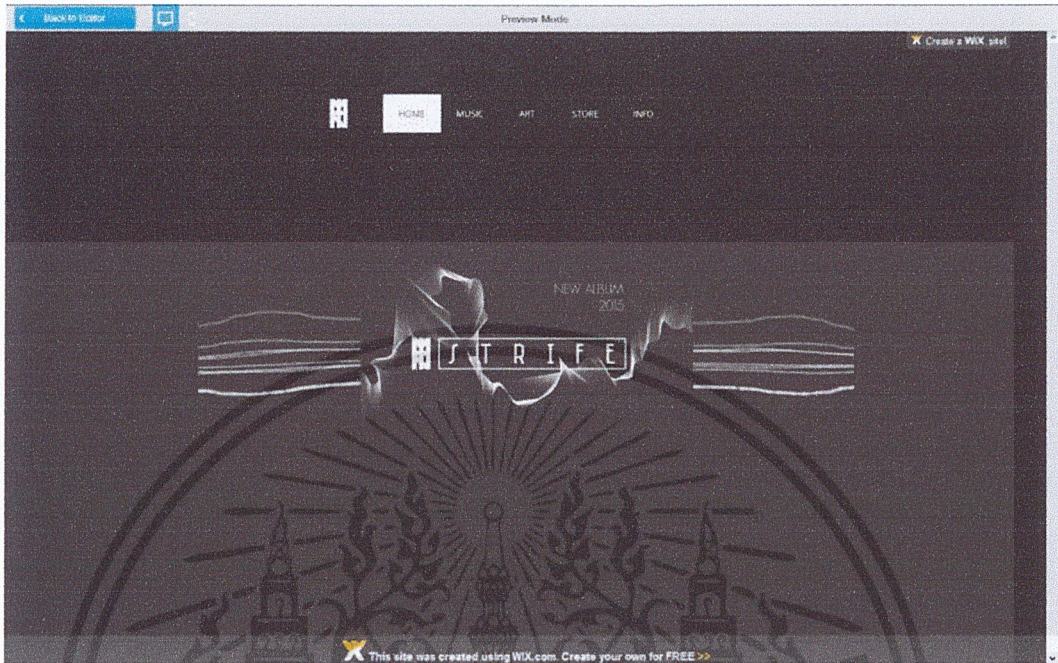 Back to Editor
Preview Mode
Create a WiX site!
HOME MUSIC ART STORE INFO
NEW ALBUM
2015
STRIFE
This site was created using WIX.com. Create your own for FREE >>